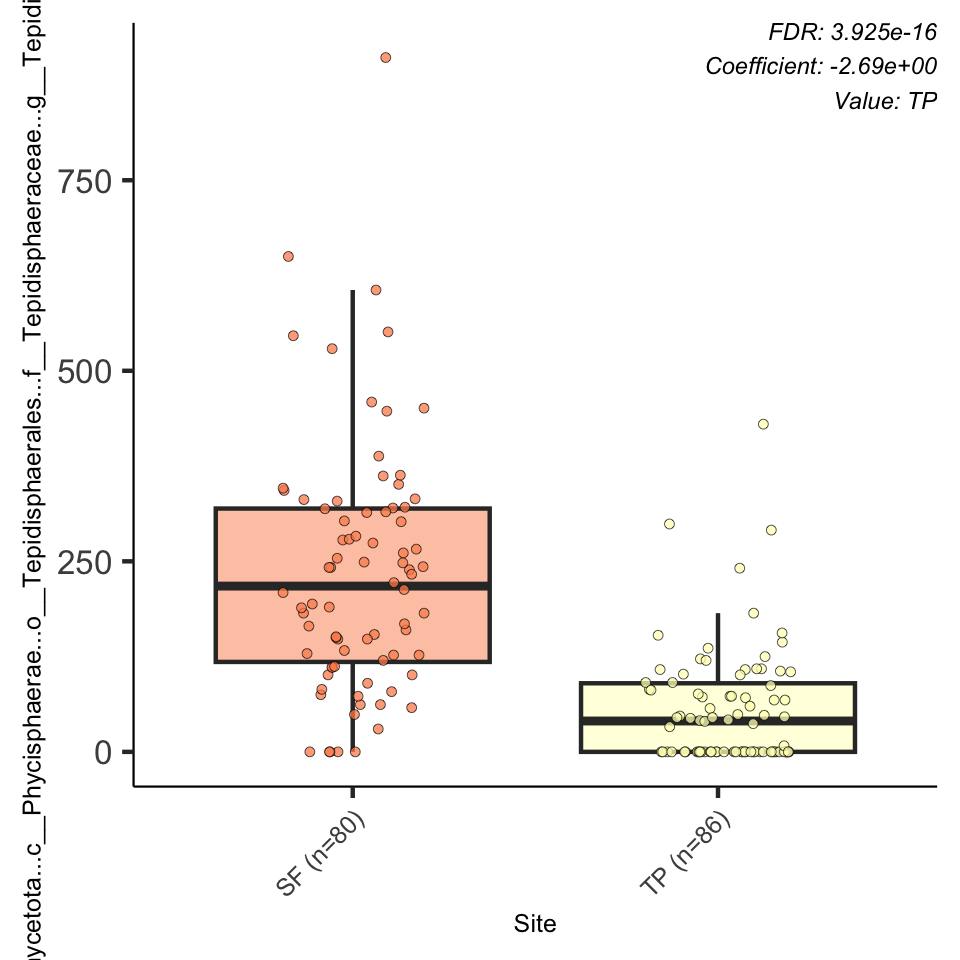 FDR: 3.925e-16
Coefficient: -2.69e+00
Value: TP
ycetota...c__Phycisphaerae...o__Tepidisphaerales...f__Tepidisphaeraceae...g__Tepidi
750
500
250
0
SF (n=80)
TP (n=86)
Site